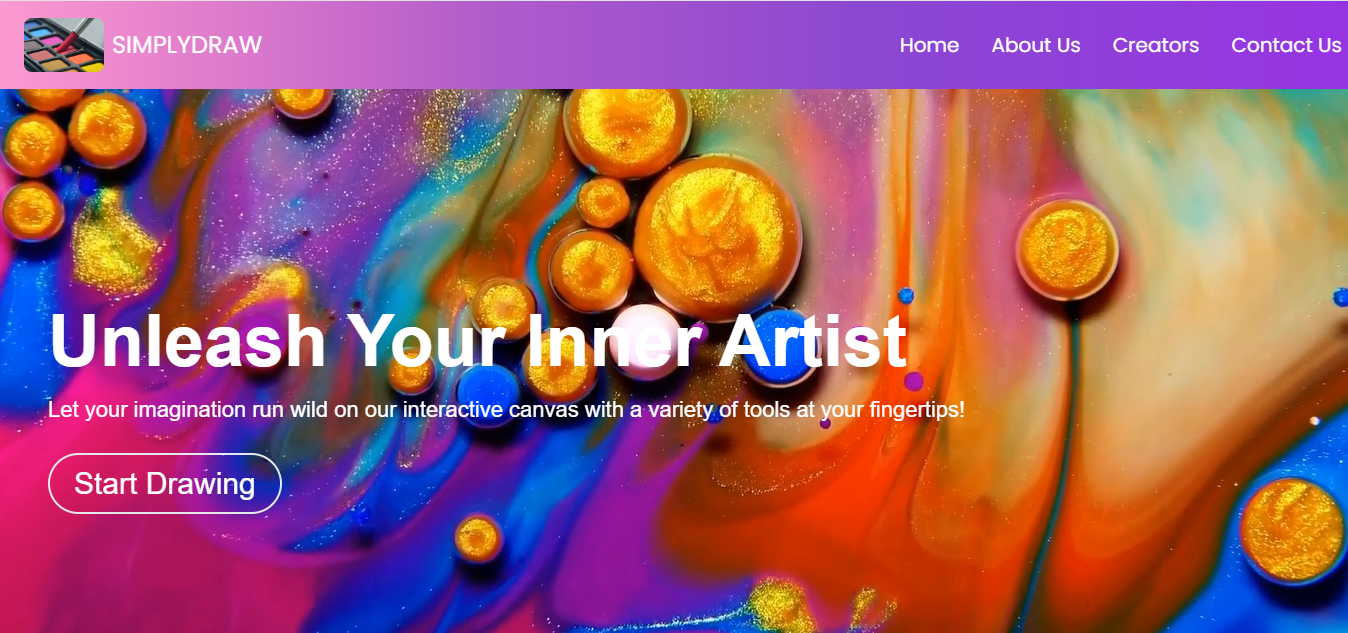 SIMPLYDRAW
Home About Us Creators Contact Us
Unleash Your Inner Artist
Let your imagination run wild on our interactive canvas with a variety of tools at your fingertips!
Start Drawing